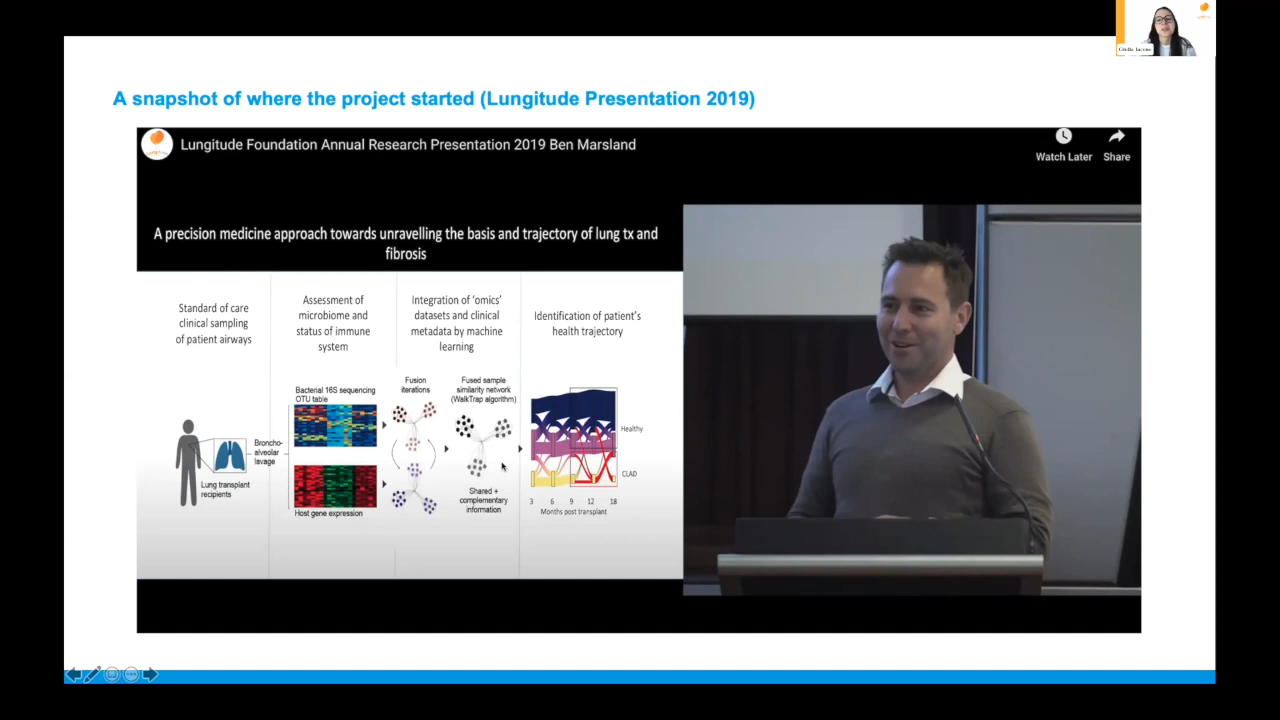 A snapshot of where the project started (Lungitude Presentation 2019)
Lungitude Foundation Annual Research Presentation 2019 Ben Marsland
Watch Later
Share
A precision medicine approach towards unravelling the basis and trajectory of lung tx and
fibrosis
Standard of care
clinical sampling
of patient airways
Assessment of
microbiome and
status of immune
system
Integration of 'omics'
datasets and clinical
metadata by machine
learning
Identification of patient's
health trajectory
Bacterial 16S sequencing
OTU table
Fusion
iterations
Fused sample
similarity network
(WalkTrap algorithm)
Broncho-
alveolar
lavage
Lung transplant
recipients
Host gene expression
Shared +
complementary
information
Healthy
CLAD
3 6 9 12 18
Months post transplant